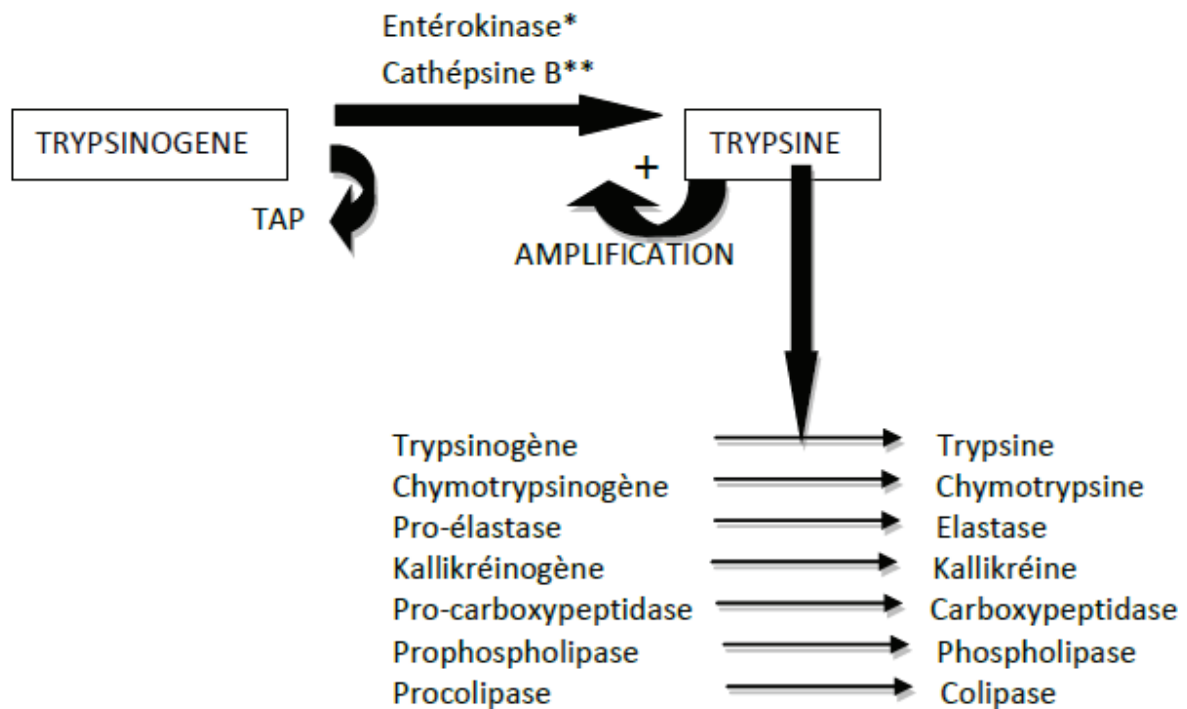 Entérokinase*
Cathépsine B**
TRYPSINOGENE
TRYPSINE
+
TAP
AMPLIFICATION
Trypsinogène Trypsine
Chymotrypsinogène Chymotrypsine
Pro-élastase Elastase
Kallikréinogène Kallikréine
Pro-carboxypeptidase Carboxypeptidase
Prophospholipase Phospholipase
Procolipase Colipase